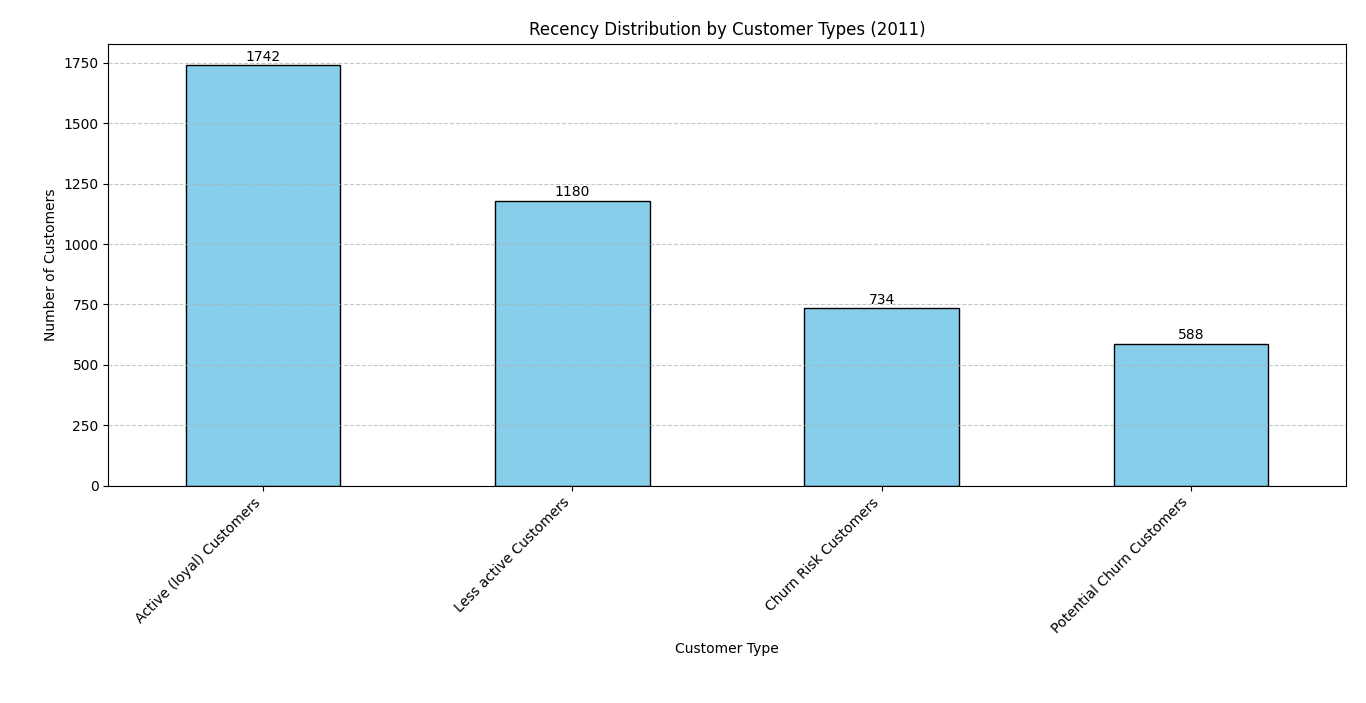 Recency Distribution by Customer Types (2011)
1742
1180
734
588
1750
1500
1250
1000
750
500
250
0
Number of Customers
Active (loyal) Customers
Less active Customers
Churn Risk Customers
Potential Churn Customers
Customer Type